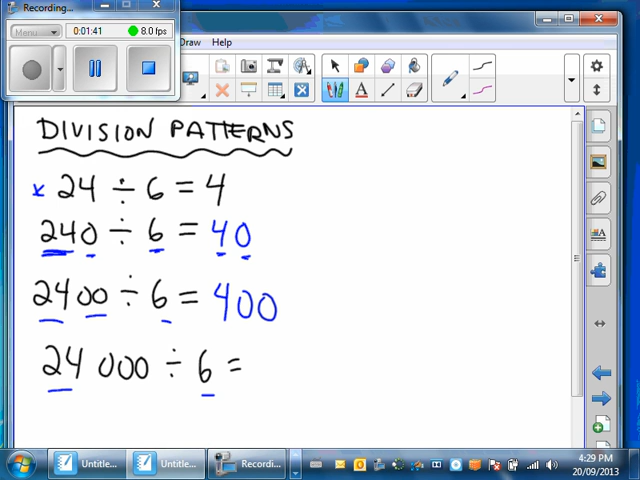 Recording...
Menu
0:01:41
8.0 fps
Draw Help
DIVISION PATTERNS
x 24 ÷ 6 = 4
240 ÷ 6 = 40
2400 ÷ 6 = 400
24 000 ÷ 6 =
Untitle... Untitle... Recordi...
4:29 PM
20/09/2013